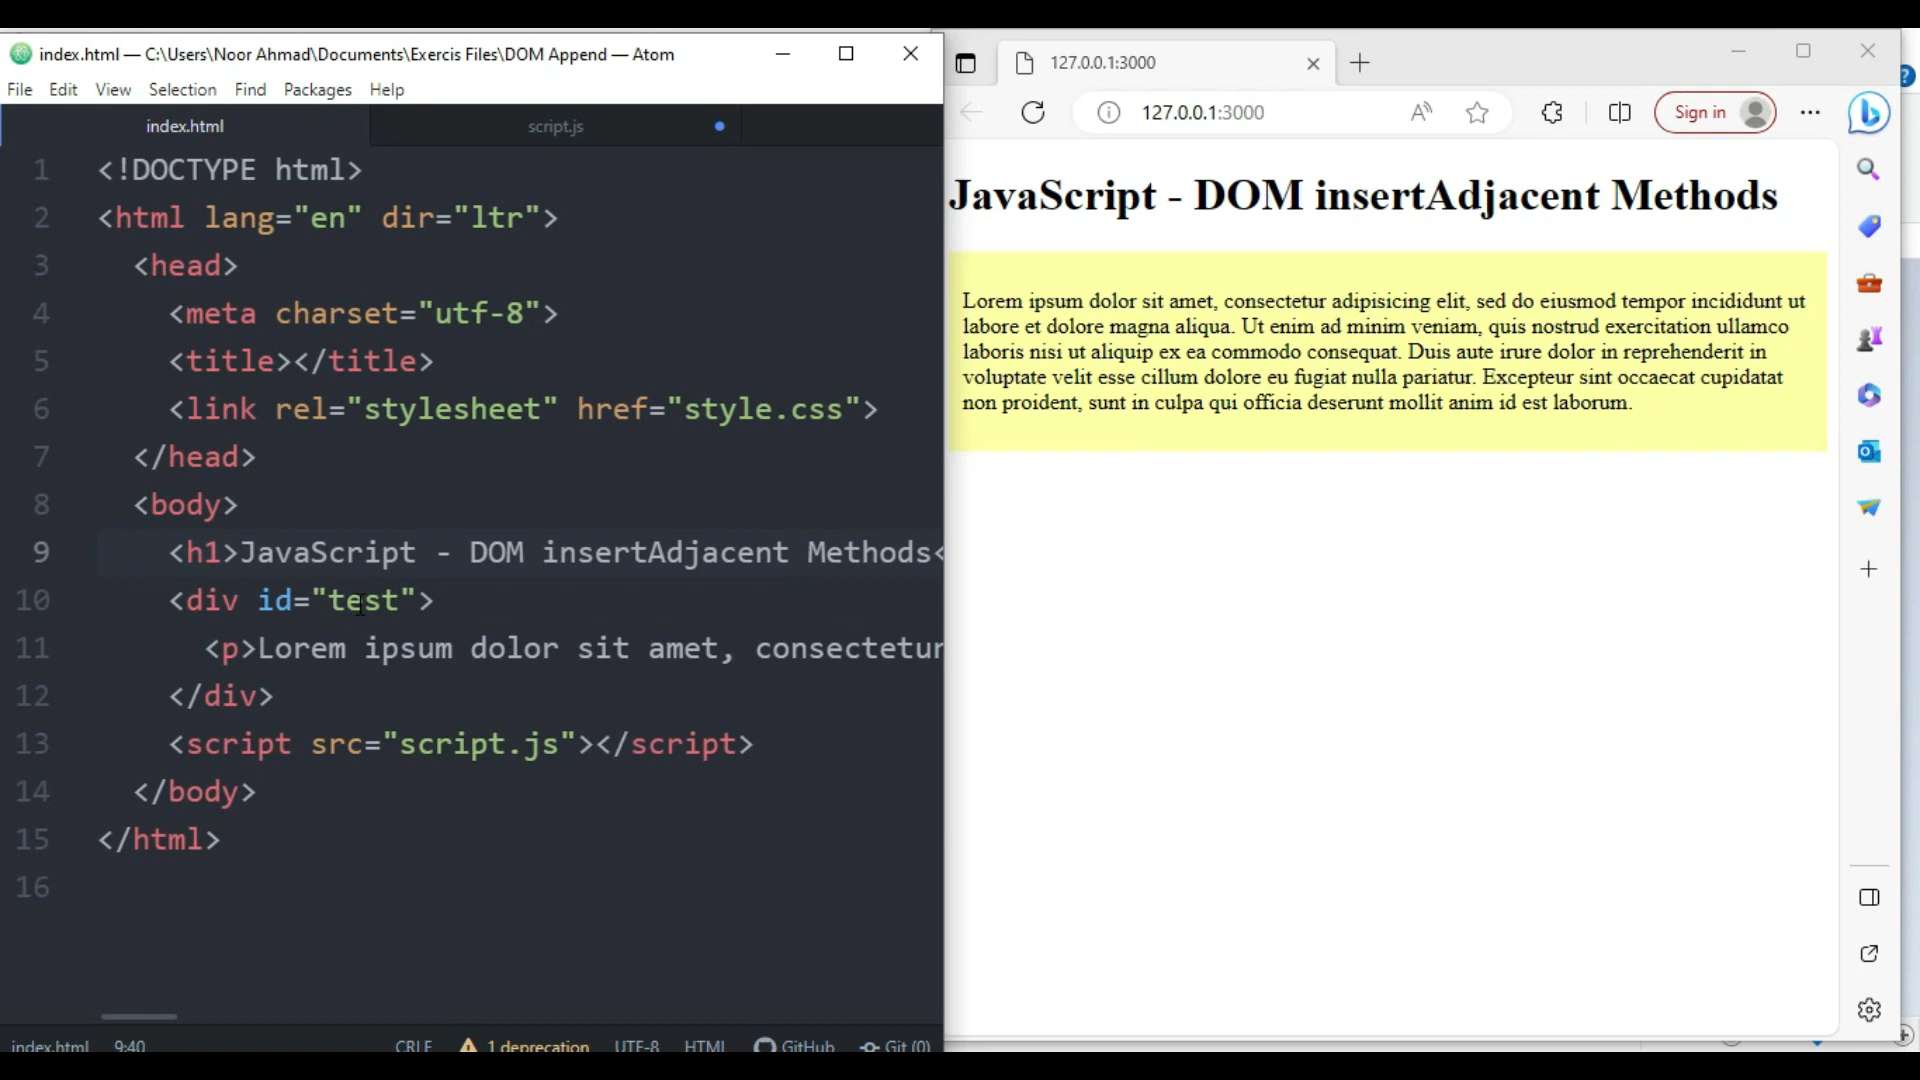 index.html — C:\Users\Noor Ahmad\Documents\Exercis Files\DOM Append — Atom
File Edit View Selection Find Packages Help
index.html script.js
1 <!DOCTYPE html>
2 <html lang="en" dir="ltr">
3 <head>
4 <meta charset="utf-8">
5 <title></title>
6 <link rel="stylesheet" href="style.css">
7 </head>
8 <body>
9 <h1>JavaScript - DOM insertAdjacent Methods<
10 <div id="test">
11 <p>Lorem ipsum dolor sit amet, consectetur
12 </div>
13 <script src="script.js"></script>
14 </body>
15 </html>
16
index.html 9:40 CRLF 1 deprecation UTF-8 HTML GitHub Git (0)
127.0.0.1:3000
127.0.0.1:3000 Sign in
JavaScript - DOM insertAdjacent Methods
Lorem ipsum dolor sit amet, consectetur adipisicing elit, sed do eiusmod tempor incididunt ut
labore et dolore magna aliqua. Ut enim ad minim veniam, quis nostrud exercitation ullamco
laboris nisi ut aliquip ex ea commodo consequat. Duis aute irure dolor in reprehenderit in
voluptate velit esse cillum dolore eu fugiat nulla pariatur. Excepteur sint occaecat cupidatat
non proident, sunt in culpa qui officia deserunt mollit anim id est laborum.